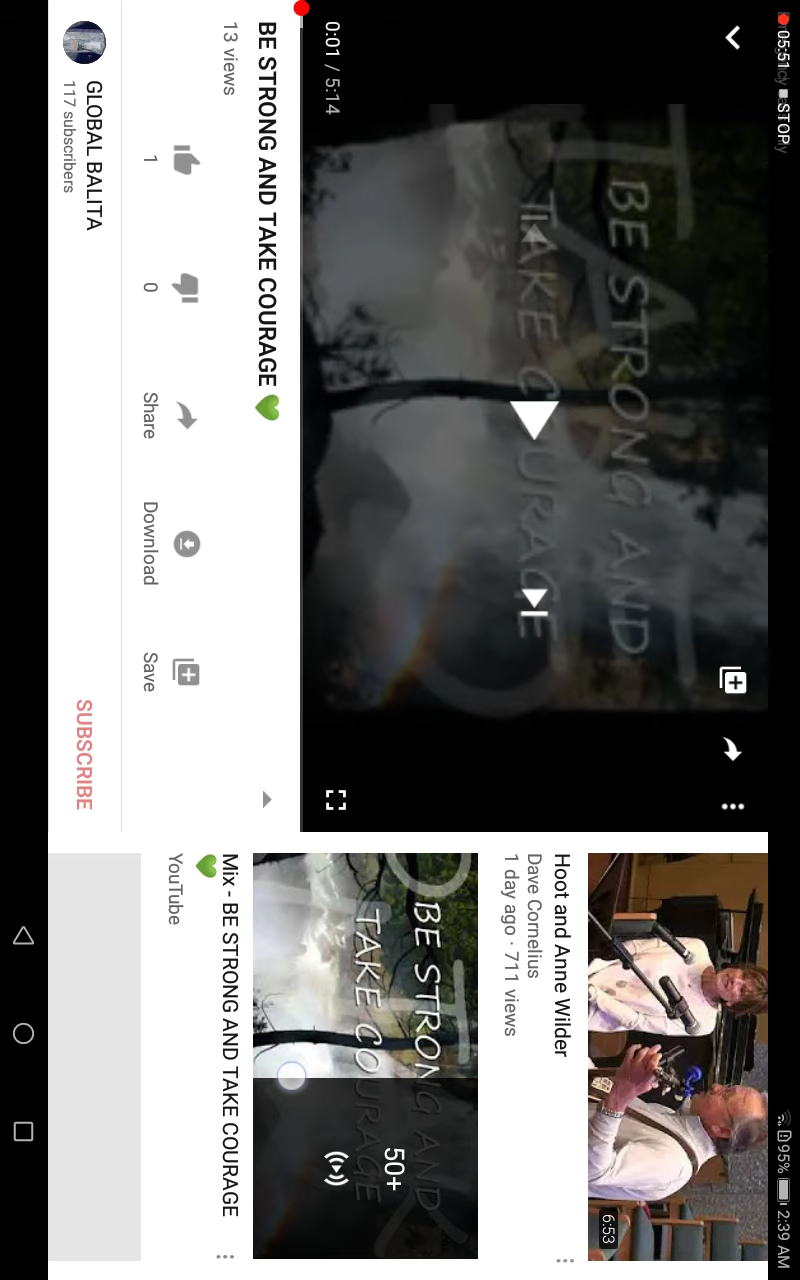 05:51 STOP
95% 2:39 AM
BE STRONG AND
TAKE COURAGE
0:01 / 5:14
BE STRONG AND TAKE COURAGE 💚
13 views
1
0
Share
Download
Save
GLOBAL BALITA
117 subscribers
SUBSCRIBE
6:53
Hoot and Anne Wilder
Dave Cornelius
1 day ago · 711 views
BE STRONG AND
TAKE COURAGE
50+
Mix - BE STRONG AND TAKE COURAGE
💚
YouTube